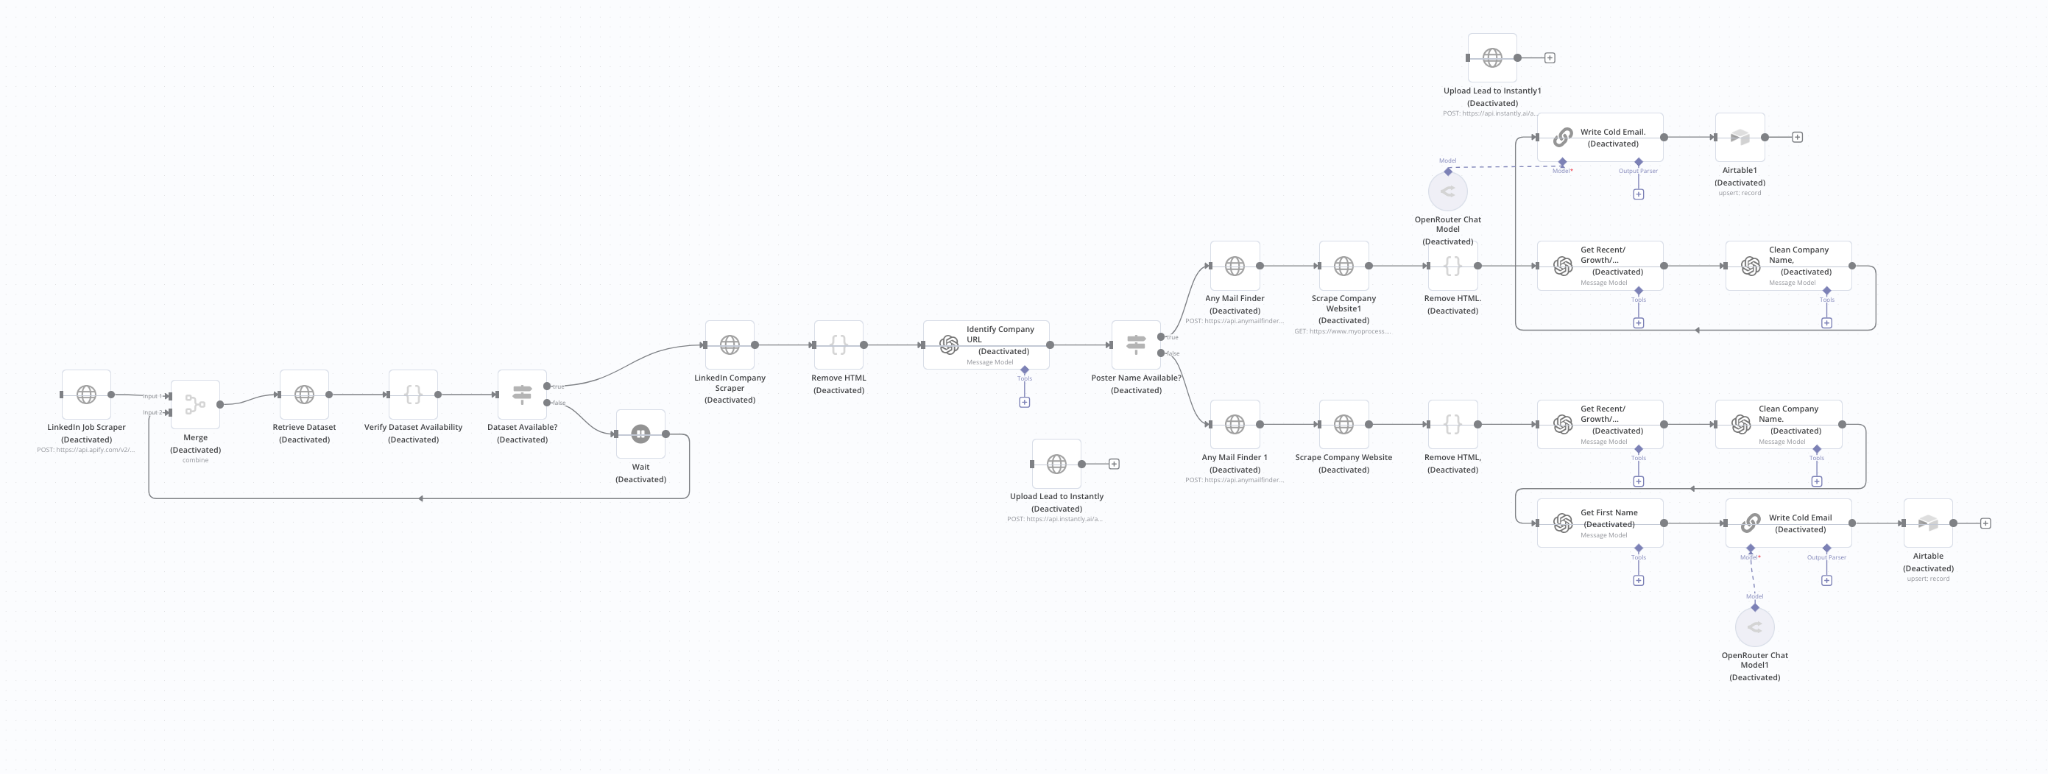 Upload Lead to Instantly1
(Deactivated)
POST: https://api.instantly.ai/a...
Write Cold Email.
(Deactivated)
Model*
Output Parser
Airtable1
(Deactivated)
upsert: record
Model
OpenRouter Chat
Model
(Deactivated)
Any Mail Finder
(Deactivated)
POST: https://api.anymailfinder...
Scrape Company
Website1
(Deactivated)
GET: https://www.myoprocess....
Remove HTML.
(Deactivated)
Get Recent/
Growth/...
(Deactivated)
Message Model
Tools
Clean Company
Name,
(Deactivated)
Message Model
Tools
LinkedIn Job Scraper
(Deactivated)
POST: https://api.apify.com/v2/...
Input 1
Input 2
Merge
(Deactivated)
combine
Retrieve Dataset
(Deactivated)
Verify Dataset Availability
(Deactivated)
Dataset Available?
(Deactivated)
true
false
Wait
(Deactivated)
LinkedIn Company
Scraper
(Deactivated)
Remove HTML
(Deactivated)
Identify Company
URL
(Deactivated)
Message Model
Tools
Poster Name Available?
(Deactivated)
true
false
Upload Lead to Instantly
(Deactivated)
POST: https://api.instantly.ai/a...
Any Mail Finder 1
(Deactivated)
POST: https://api.anymailfinder...
Scrape Company Website
(Deactivated)
Remove HTML,
(Deactivated)
Get Recent/
Growth/...
(Deactivated)
Message Model
Tools
Clean Company
Name.
(Deactivated)
Message Model
Tools
Get First Name
(Deactivated)
Message Model
Tools
Write Cold Email
(Deactivated)
Model*
Output Parser
Airtable
(Deactivated)
upsert: record
Model
OpenRouter Chat
Model1
(Deactivated)